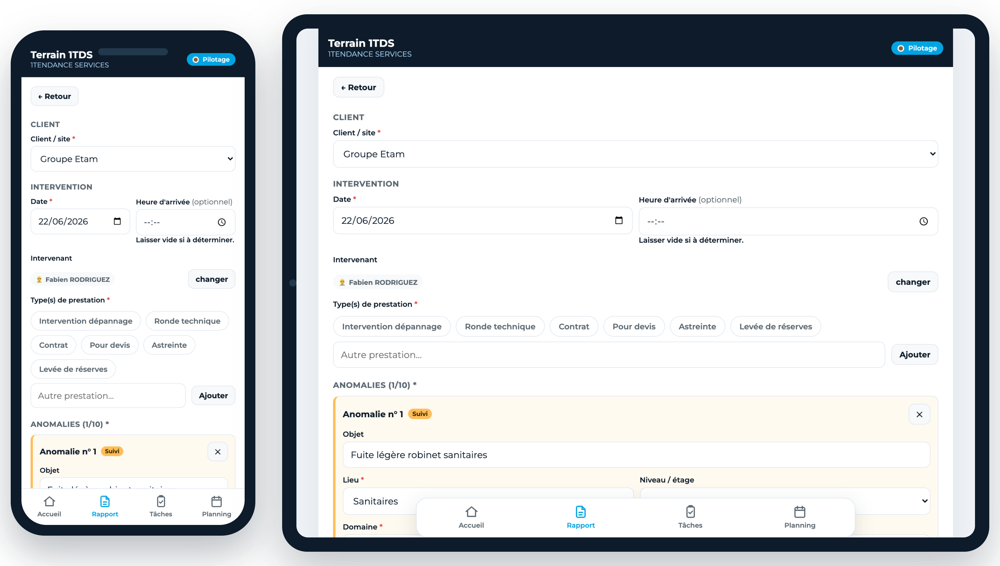 Terrain 1TDS
1TENDANCE SERVICES
Pilotage
← Retour
CLIENT
Client / site *
Groupe Etam
INTERVENTION
Date *
Heure d'arrivée (optionnel)
22/06/2026
--:--
Laisser vide si à déterminer.
Intervenant
Fabien RODRIGUEZ
changer
Type(s) de prestation *
Intervention dépannage
Ronde technique
Contrat
Pour devis
Astreinte
Levée de réserves
Autre prestation...
Ajouter
ANOMALIES (1/10) *
Anomalie n° 1
Suivi
×
Objet
Fuite légère robinet sanitaires
Accueil
Rapport
Tâches
Planning
Terrain 1TDS
1TENDANCE SERVICES
Pilotage
← Retour
CLIENT
Client / site *
Groupe Etam
INTERVENTION
Date *
Heure d'arrivée (optionnel)
22/06/2026
--:--
Laisser vide si à déterminer.
Intervenant
Fabien RODRIGUEZ
changer
Type(s) de prestation *
Intervention dépannage
Ronde technique
Contrat
Pour devis
Astreinte
Levée de réserves
Autre prestation...
Ajouter
ANOMALIES (1/10) *
Anomalie n° 1
Suivi
×
Objet
Fuite légère robinet sanitaires
Lieu *
Niveau / étage
Sanitaires
Domaine *
Accueil
Rapport
Tâches
Planning